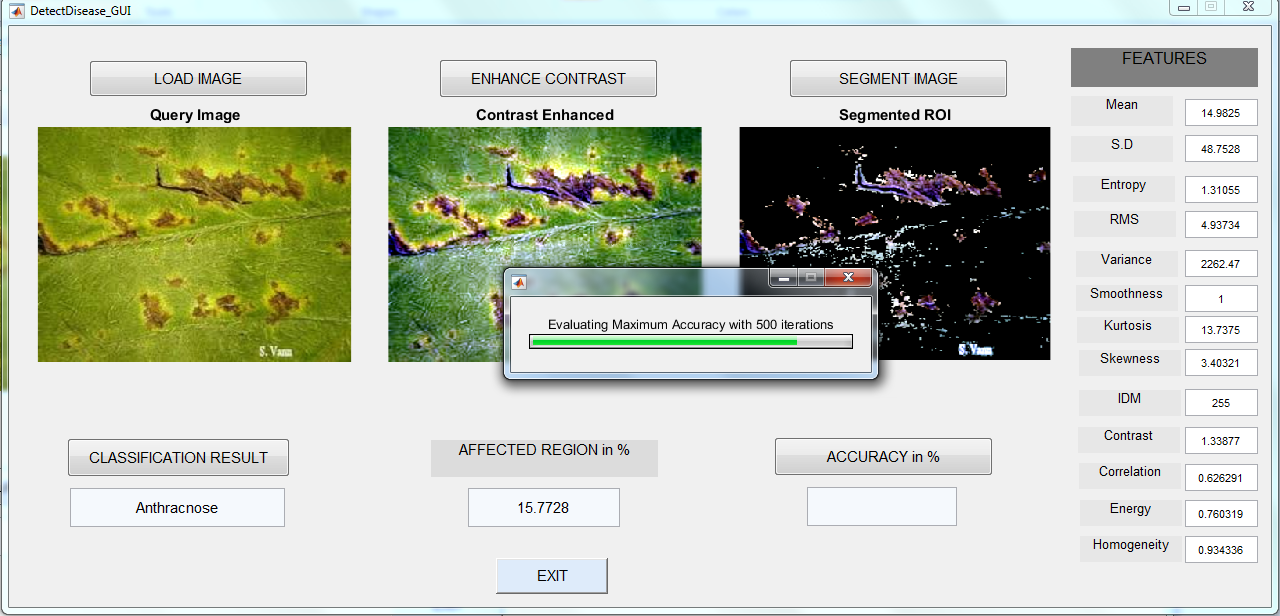 DetectDisease_GUI
LOAD IMAGE
ENHANCE CONTRAST
SEGMENT IMAGE
Query Image
Contrast Enhanced
Segmented ROI
Evaluating Maximum Accuracy with 500 iterations
CLASSIFICATION RESULT
Anthracnose
AFFECTED REGION in %
15.7728
ACCURACY in %
EXIT
FEATURES
Mean 14.9825
S.D 48.7528
Entropy 1.31055
RMS 4.93734
Variance 2262.47
Smoothness 1
Kurtosis 13.7375
Skewness 3.40321
IDM 255
Contrast 1.33877
Correlation 0.626291
Energy 0.760319
Homogeneity 0.934336